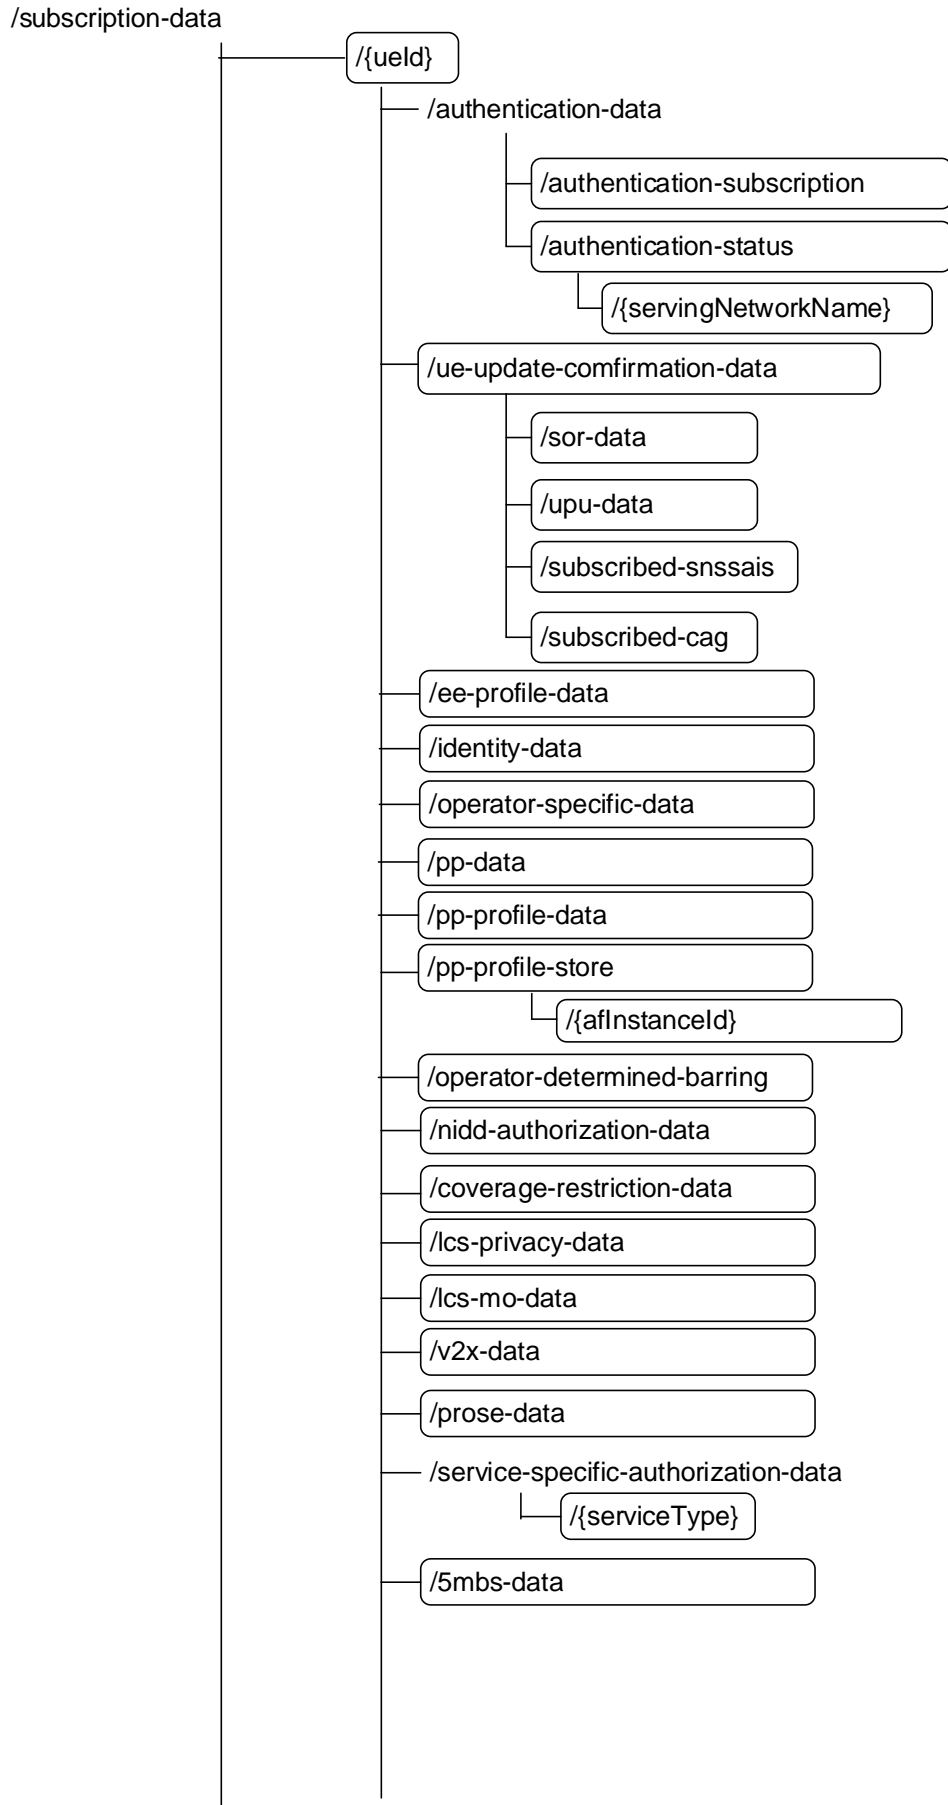 /subscription-data
/{ueId}
/authentication-data
/authentication-subscription
/authentication-status
/{servingNetworkName}
/ue-update-comfirmation-data
/sor-data
/upu-data
/subscribed-snssais
/subscribed-cag
/ee-profile-data
/identity-data
/operator-specific-data
/pp-data
/pp-profile-data
/pp-profile-store
/{afInstanceId}
/operator-determined-barring
/nidd-authorization-data
/coverage-restriction-data
/lcs-privacy-data
/lcs-mo-data
/v2x-data
/prose-data
/service-specific-authorization-data
/{serviceType}
/5mbs-data